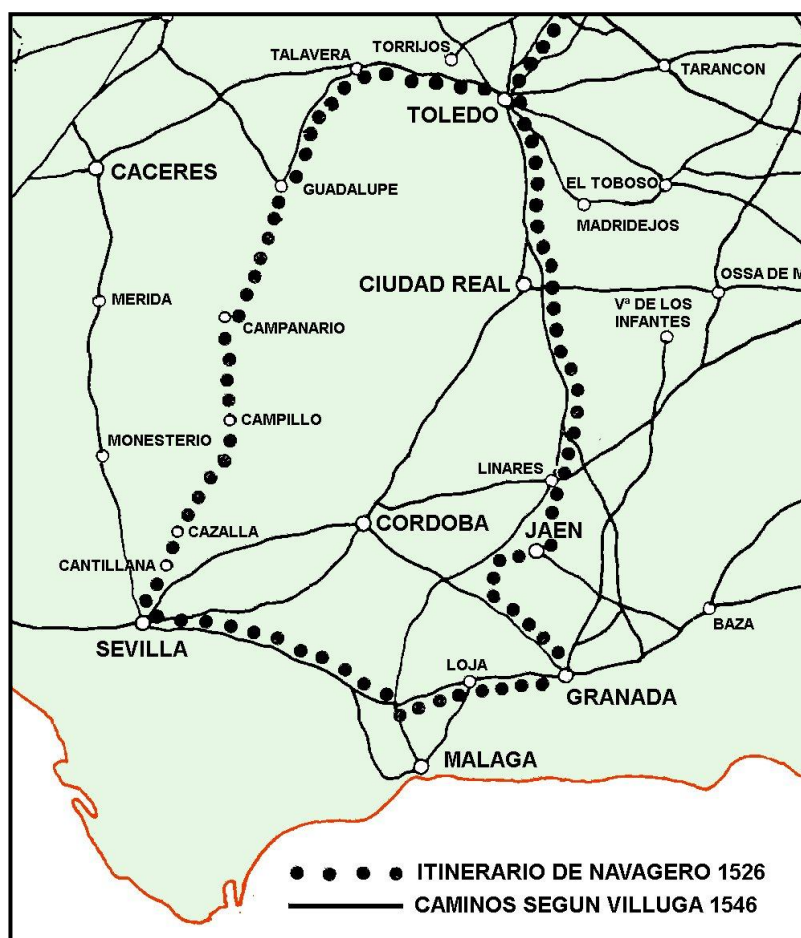 TORRIJOS
TALAVERA
TARANCON
TOLEDO
CACERES
GUADALUPE
EL TOBOSO
MADRIDEJOS
CIUDAD REAL
OSSA DE M
MERIDA
Vª DE LOS
INFANTES
CAMPANARIO
CAMPILLO
MONESTERIO
LINARES
CORDOBA
CAZALLA
JAEN
CANTILLANA
BAZA
SEVILLA
LOJA
GRANADA
MALAGA
ITINERARIO DE NAVAGERO 1526
CAMINOS SEGUN VILLUGA 1546